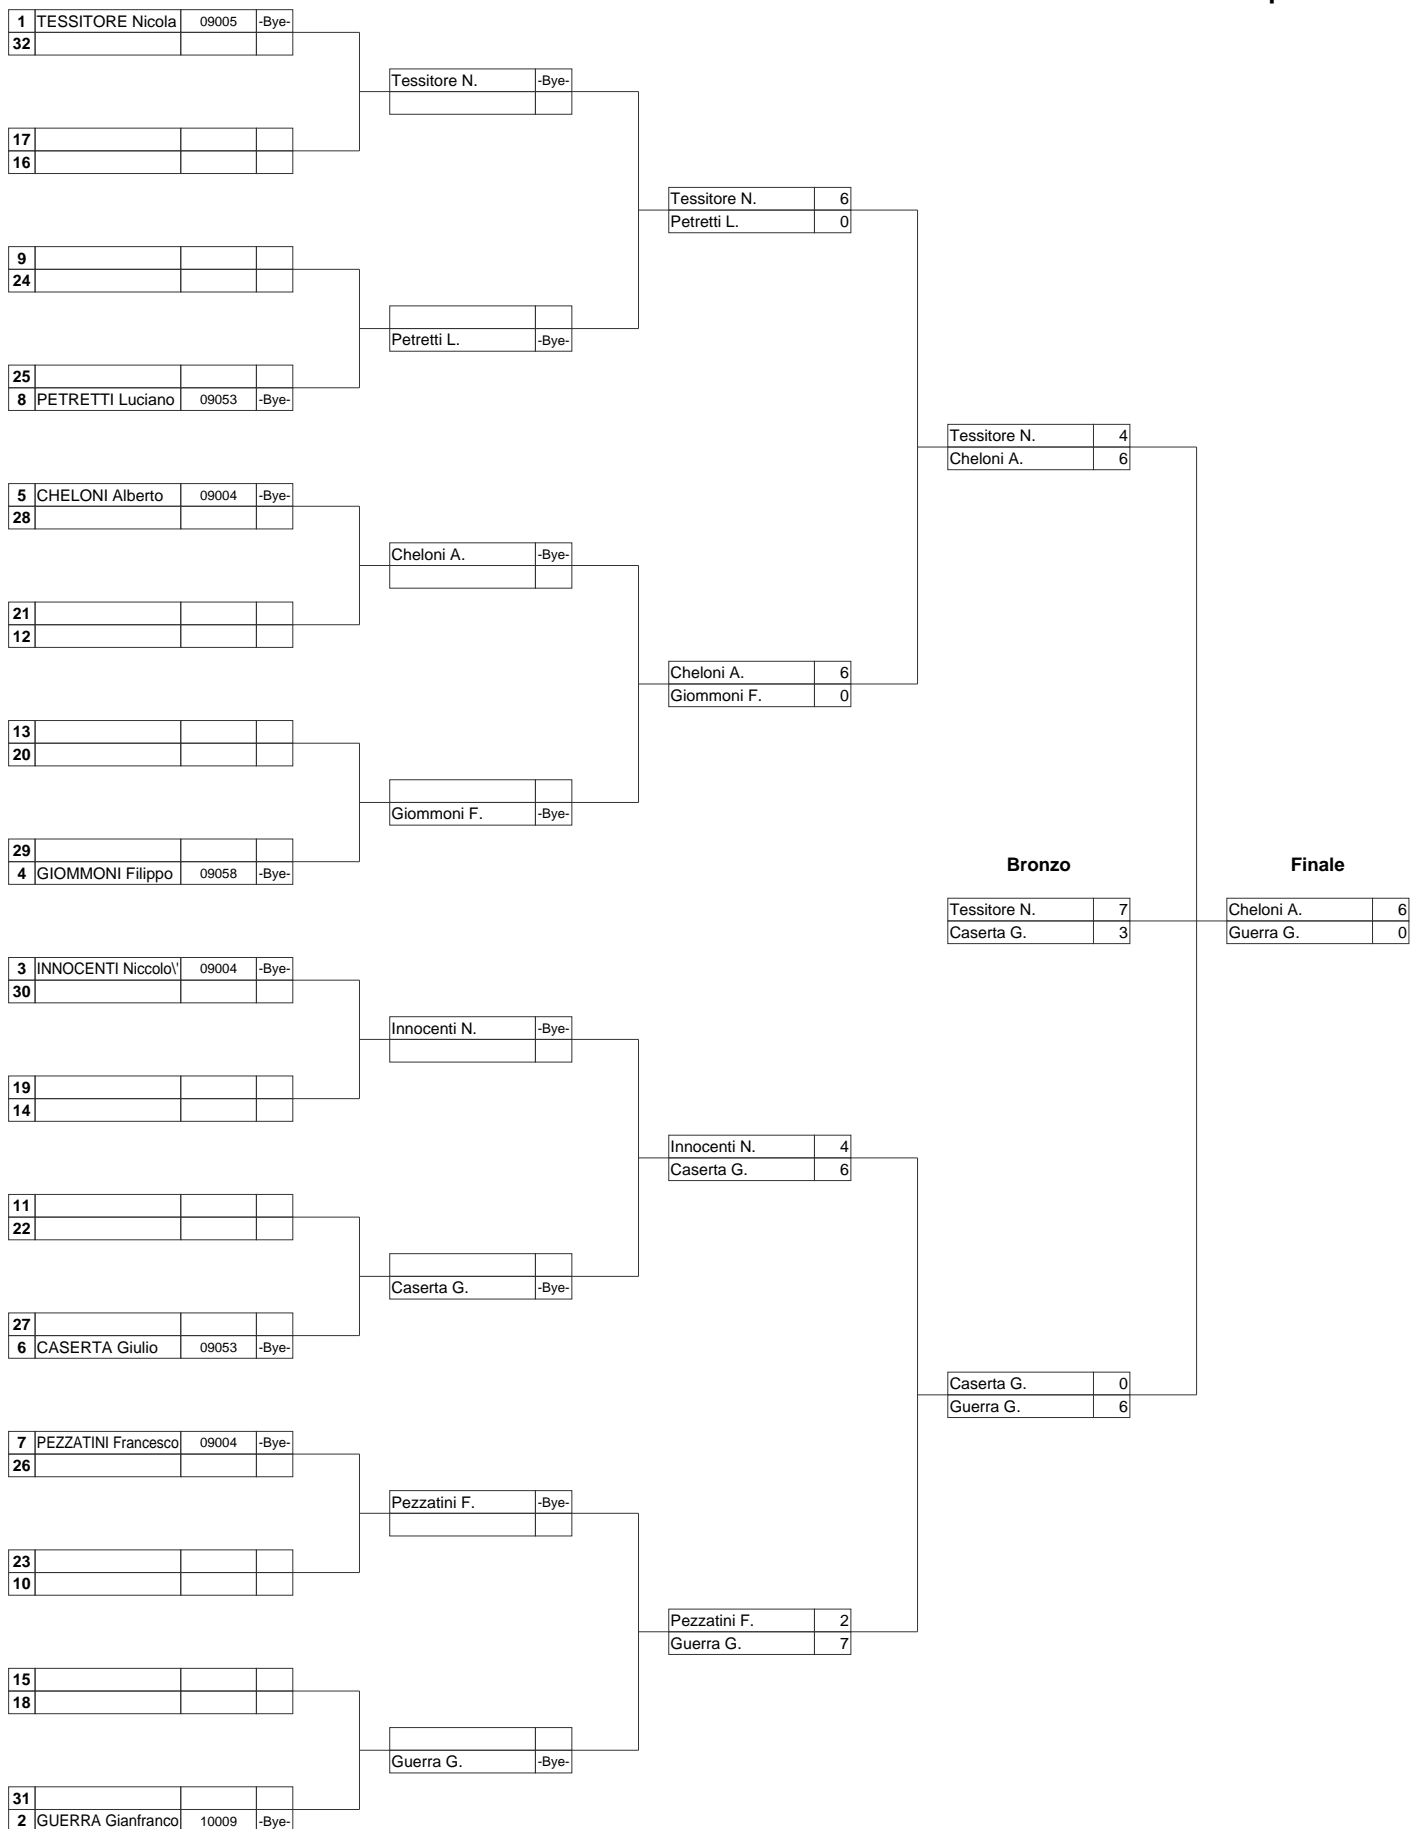 1 TESSITORE Nicola 09005 -Bye-
32
Tessitore N. -Bye-
17
16
Tessitore N. 6
Petretti L. 0
9
24
Petretti L. -Bye-
25
8 PETRETTI Luciano 09053 -Bye-
Tessitore N. 4
Cheloni A. 6
5 CHELONI Alberto 09004 -Bye-
28
Cheloni A. -Bye-
21
12
Cheloni A. 6
Giommoni F. 0
13
20
Giommoni F. -Bye-
29
4 GIOMMONI Filippo 09058 -Bye-
Bronzo Finale
Tessitore N. 7 Cheloni A. 6
Caserta G. 3 Guerra G. 0
3 INNOCENTI Niccolo\' 09004 -Bye-
30
Innocenti N. -Bye-
19
14
Innocenti N. 4
Caserta G. 6
11
22
Caserta G. -Bye-
27
6 CASERTA Giulio 09053 -Bye-
Caserta G. 0
Guerra G. 6
7 PEZZATINI Francesco 09004 -Bye-
26
Pezzatini F. -Bye-
23
10
Pezzatini F. 2
Guerra G. 7
15
18
Guerra G. -Bye-
31
2 GUERRA Gianfranco 10009 -Bye-